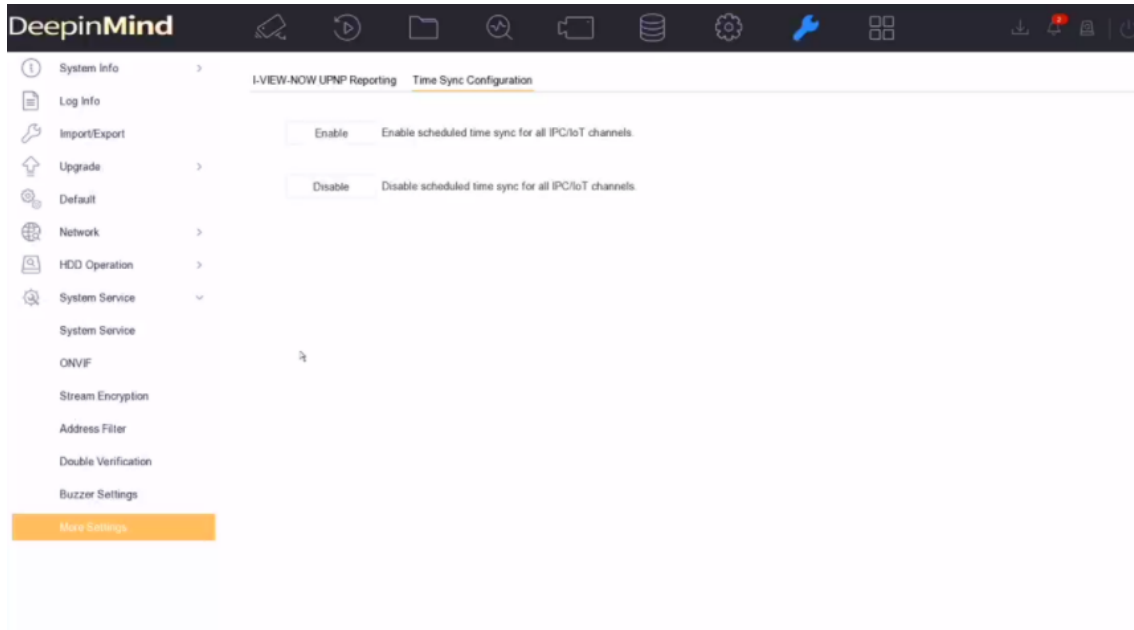 DeepinMind
2
System Info
Log Info
Import/Export
Upgrade
Default
Network
HDD Operation
System Service
System Service
ONVIF
Stream Encryption
Address Filter
Double Verification
Buzzer Settings
More Settings
I-VIEW-NOW UPNP Reporting Time Sync Configuration
Enable Enable scheduled time sync for all IPC/IoT channels.
Disable Disable scheduled time sync for all IPC/IoT channels.